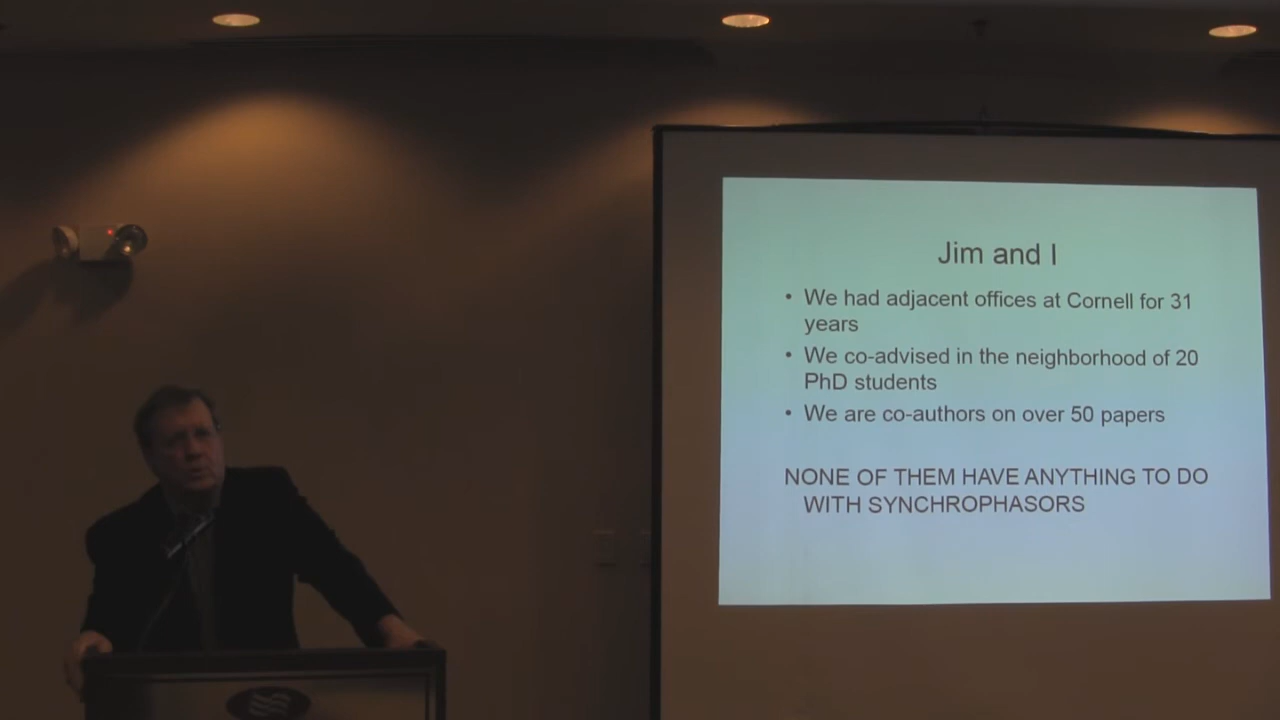 Jim and I
• We had adjacent offices at Cornell for 31
years
• We co-advised in the neighborhood of 20
PhD students
• We are co-authors on over 50 papers
NONE OF THEM HAVE ANYTHING TO DO
WITH SYNCHROPHASORS